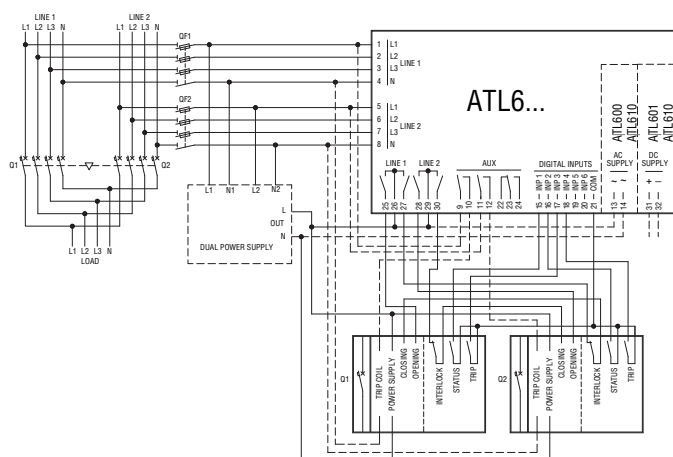 LINE 1 LINE 2
L1 L2 L3 N L1 L2 L3 N
QF1
1 L1
2 L2
3 L3
4 N
LINE 1
QF2
5 L1
6 L2
7 L3
8 N
LINE 2
ATL6...
ATL600
ATL610
ATL601
ATL610
AC
SUPPLY
DC
SUPPLY
~ ~ + –
Q1 Q2
LINE 1 LINE 2 AUX DIGITAL INPUTS
INP 1
INP 2
INP 3
INP 4
INP 5
INP 6
COM
25 26 27 28 29 30 9 10 11 12 22 23 24 15 16 17 18 19 20 21 13 14 31 32
L1 N1 L2 N2
L
OUT
N
DUAL POWER SUPPLY
L1 L2 L3 N
LOAD
Q1
TRIP COIL
POWER SUPPLY
CLOSING
OPENING
INTERLOCK
STATUS
TRIP
Q2
TRIP COIL
POWER SUPPLY
CLOSING
OPENING
INTERLOCK
STATUS
TRIP